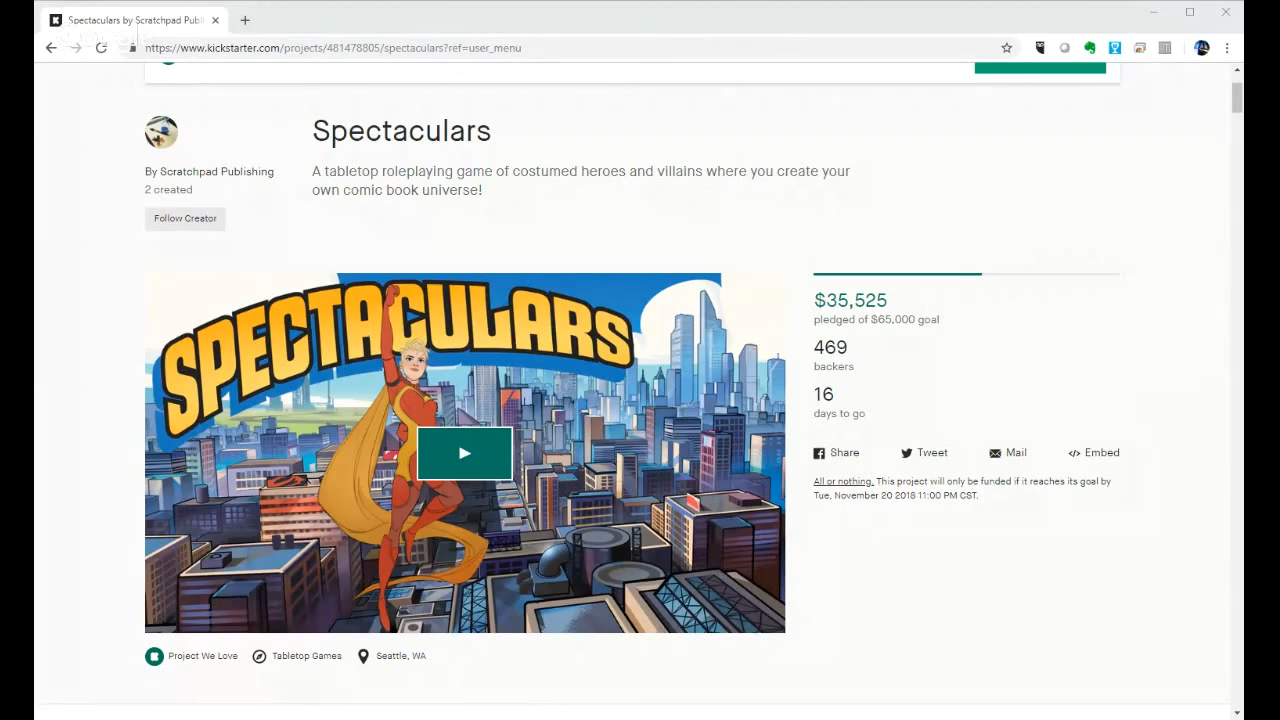 Spectaculars by Scratchpad Publ
https://www.kickstarter.com/projects/481478805/spectaculars?ref=user_menu
Spectaculars
By Scratchpad Publishing
2 created
Follow Creator
A tabletop roleplaying game of costumed heroes and villains where you create your
own comic book universe!
SPECTACULARS
$35,525
pledged of $65,000 goal
469
backers
16
days to go
Share
Tweet
Mail
Embed
All or nothing. This project will only be funded if it reaches its goal by
Tue, November 20 2018 11:00 PM CST.
Project We Love
Tabletop Games
Seattle, WA